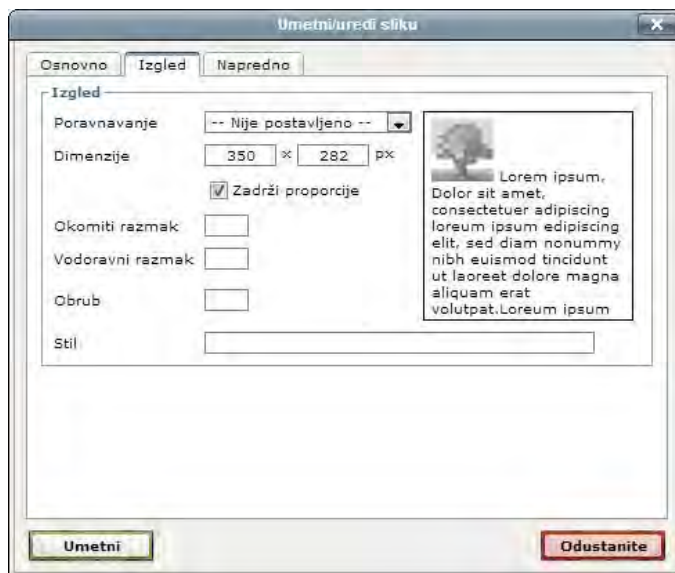 Umetni/uredi sliku
Osnovno Izgled Napredno
Izgled
Poravnavanje -- Nije postavljeno --
Dimenzije 350 x 282 px
Zadrži proporcije
Okomiti razmak
Vodoravni razmak
Obrub
Stil
Lorem ipsum,
Dolor sit amet,
consectetuer adipiscing
loreum ipsum edipiscing
elit, sed diam nonummy
nibh euismod tincidunt
ut laoreet dolore magna
aliquam erat
volutpat.Loreum ipsum
Umetni Odustanite